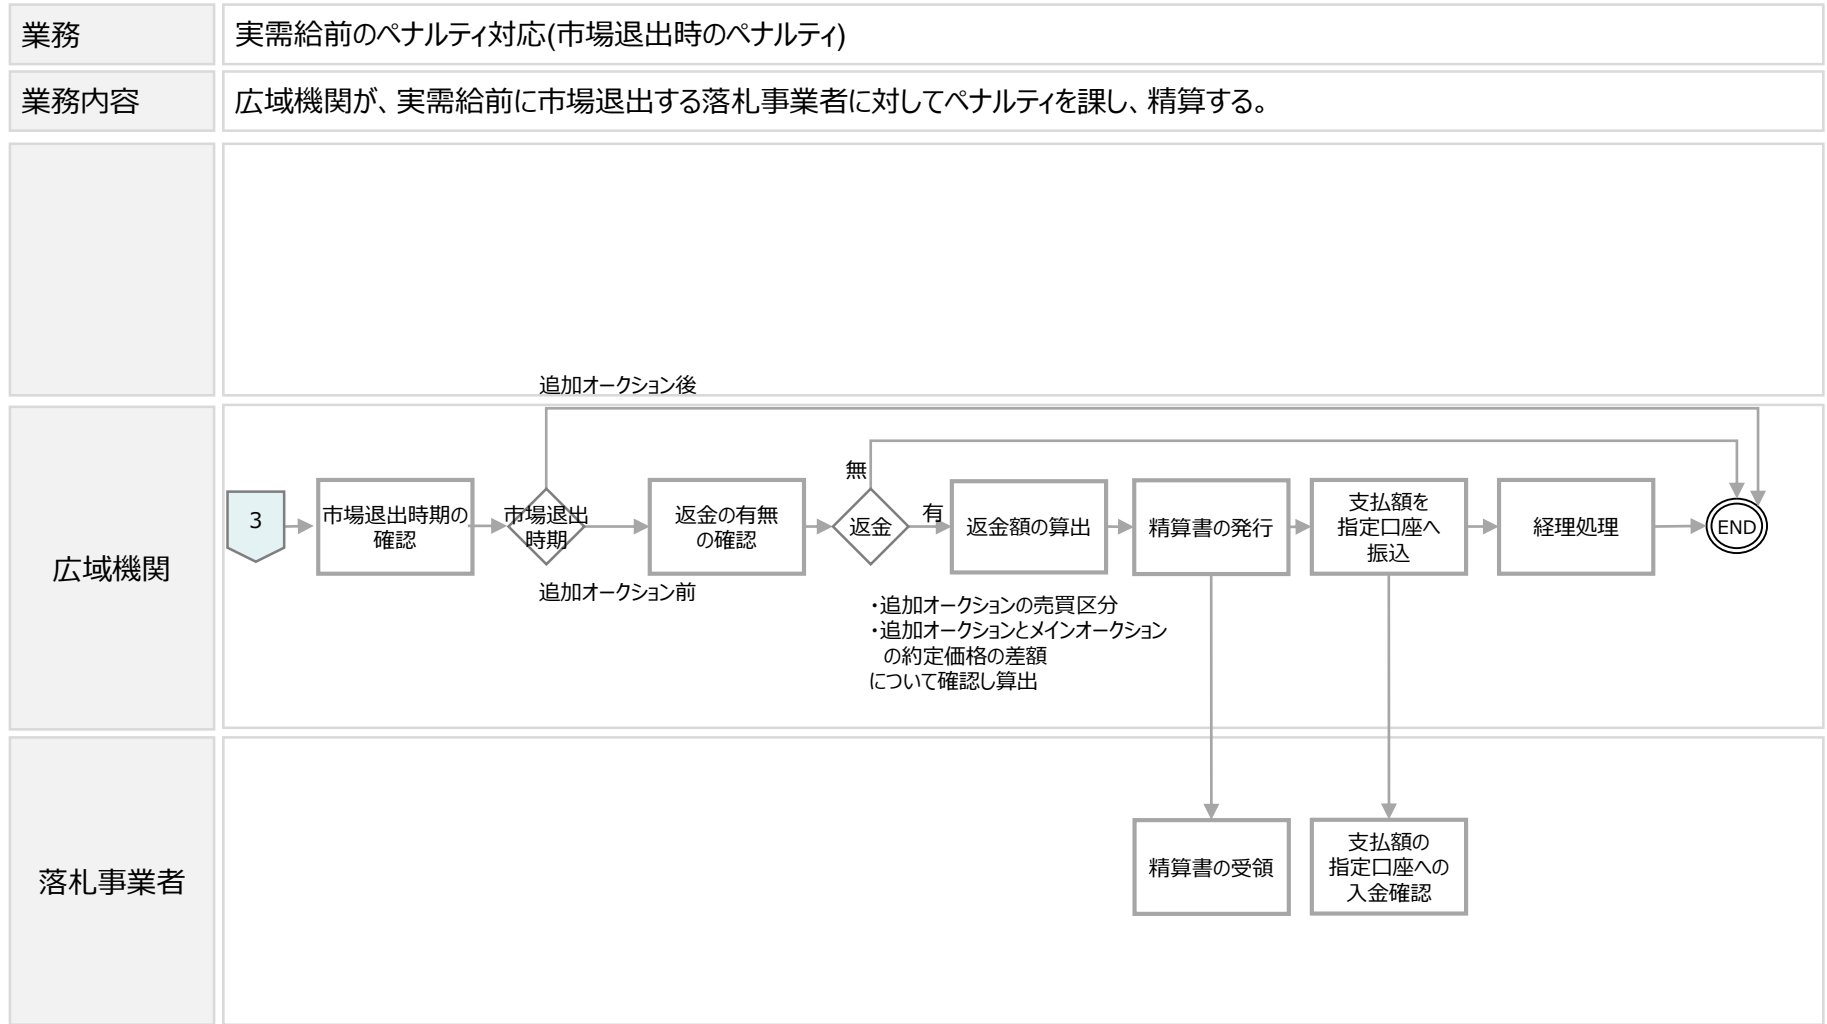 業務
実需給前のペナルティ対応(市場退出時のペナルティ)
業務内容
広域機関が、実需給前に市場退出する落札事業者に対してペナルティを課し、精算する。
追加オークション後
広域機関
3
市場退出時期の
確認
市場退出
時期
追加オークション前
返金の有無
の確認
無
返金
有
返金額の算出
・追加オークションの売買区分
・追加オークションとメインオークション
の約定価格の差額
について確認し算出
精算書の発行
支払額を
指定口座へ
振込
経理処理
END
落札事業者
精算書の受領
支払額の
指定口座への
入金確認